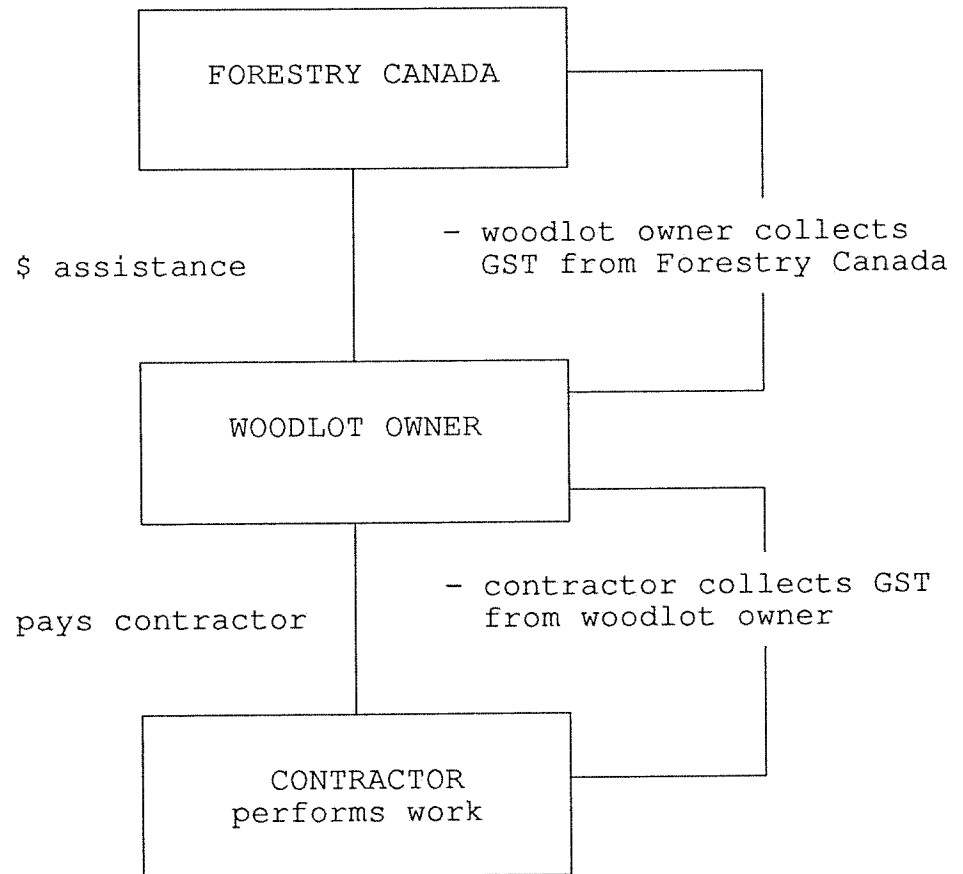 FORESTRY CANADA
$ assistance
- woodlot owner collects
GST from Forestry Canada
WOODLOT OWNER
pays contractor
- contractor collects GST
from woodlot owner
CONTRACTOR
performs work